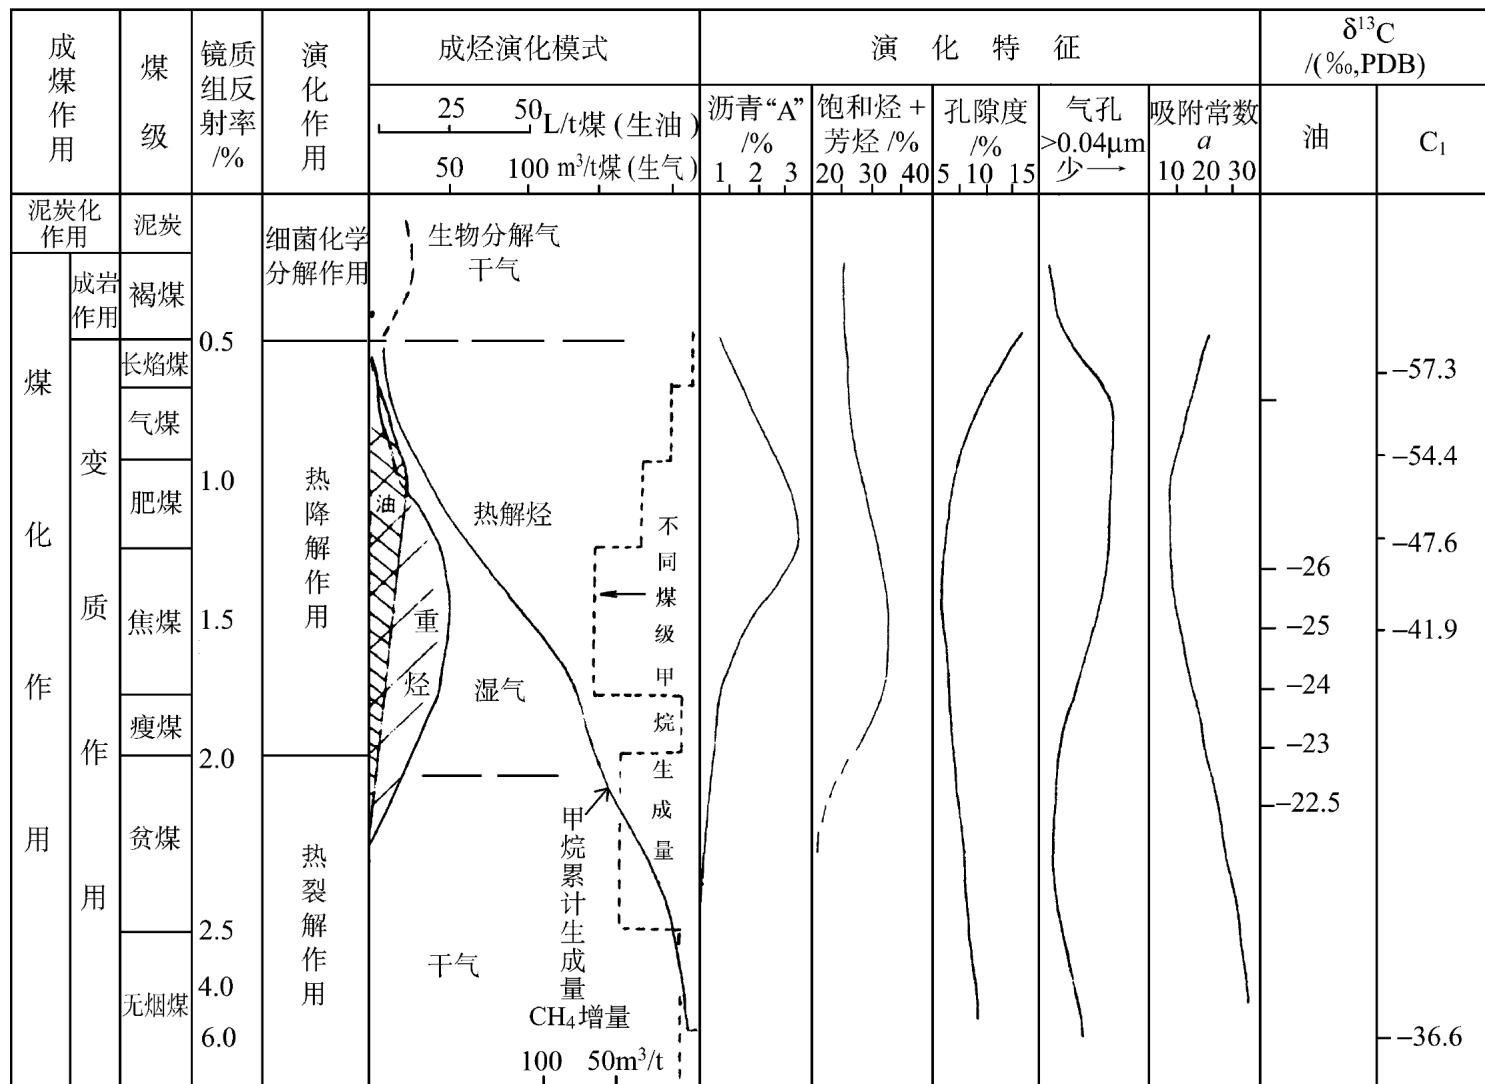 成煤作用
煤级
镜质组反射率/%
演化作用
成烃演化模式
演化特征
δ¹³C
/(‰,PDB)
25 50 L/t煤(生油)
50 100 m³/t煤(生气)
沥青“A”
/%
1 2 3
饱和烃+
芳烃/%
20 30 40
孔隙度
/%
5 10 15
气孔
>0.04μm
少→
吸附常数
a
10 20 30
油
C₁
泥炭化
作用
泥炭
细菌化学
分解作用
生物分解气
干气
煤化作用
成岩
作用
褐煤
变质作用
0.5
长焰煤
气煤
1.0
肥煤
焦煤
1.5
瘦煤
2.0
贫煤
2.5
无烟煤
4.0
6.0
热降解作用
热裂解作用
油
重烃
热解烃
湿气
干气
不同煤级甲烷生成量
甲烷累计生成量
CH₄增量
100 50m³/t
-26
-25
-24
-23
-22.5
-57.3
-54.4
-47.6
-41.9
-36.6